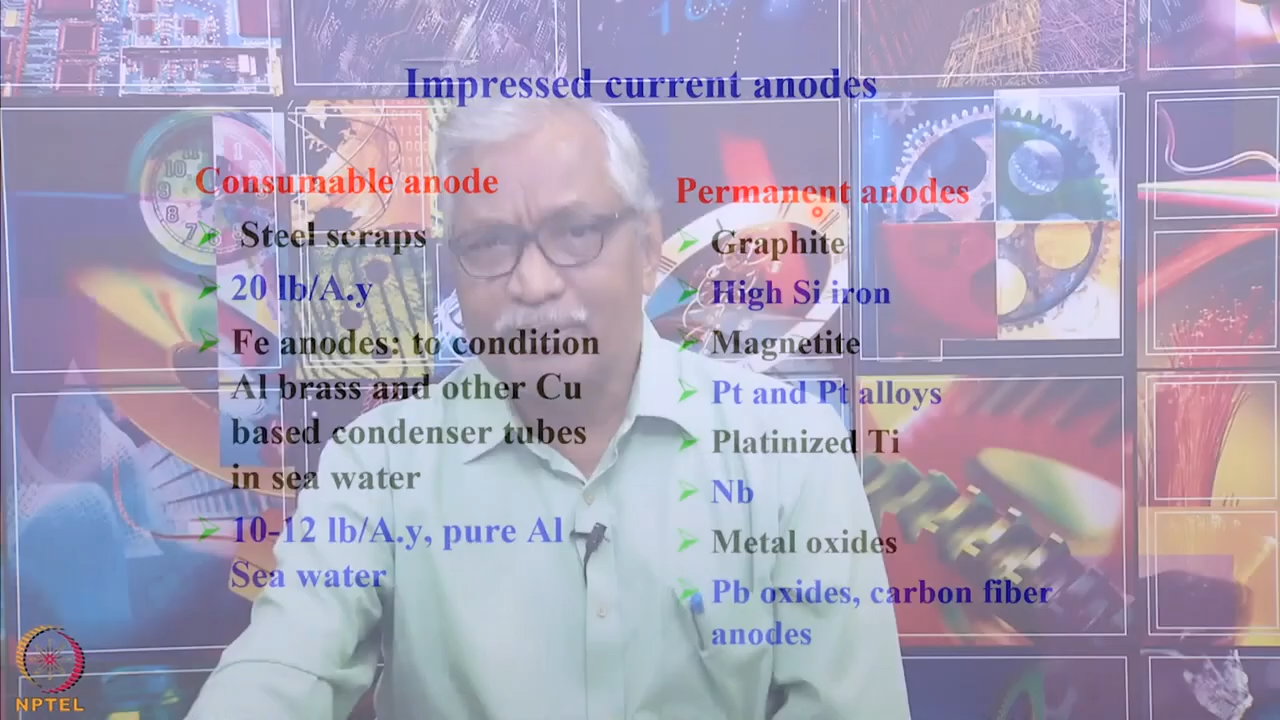 Impressed current anodes
Consumable anode
Steel scraps
20 lb/A.y
Fe anodes: to condition
Al brass and other Cu
based condenser tubes
in sea water
10-12 lb/A.y, pure Al
Sea water
Permanent anodes
Graphite
High Si iron
Magnetite
Pt and Pt alloys
Platinized Ti
Nb
Metal oxides
Pb oxides, carbon fiber
anodes
NPTEL